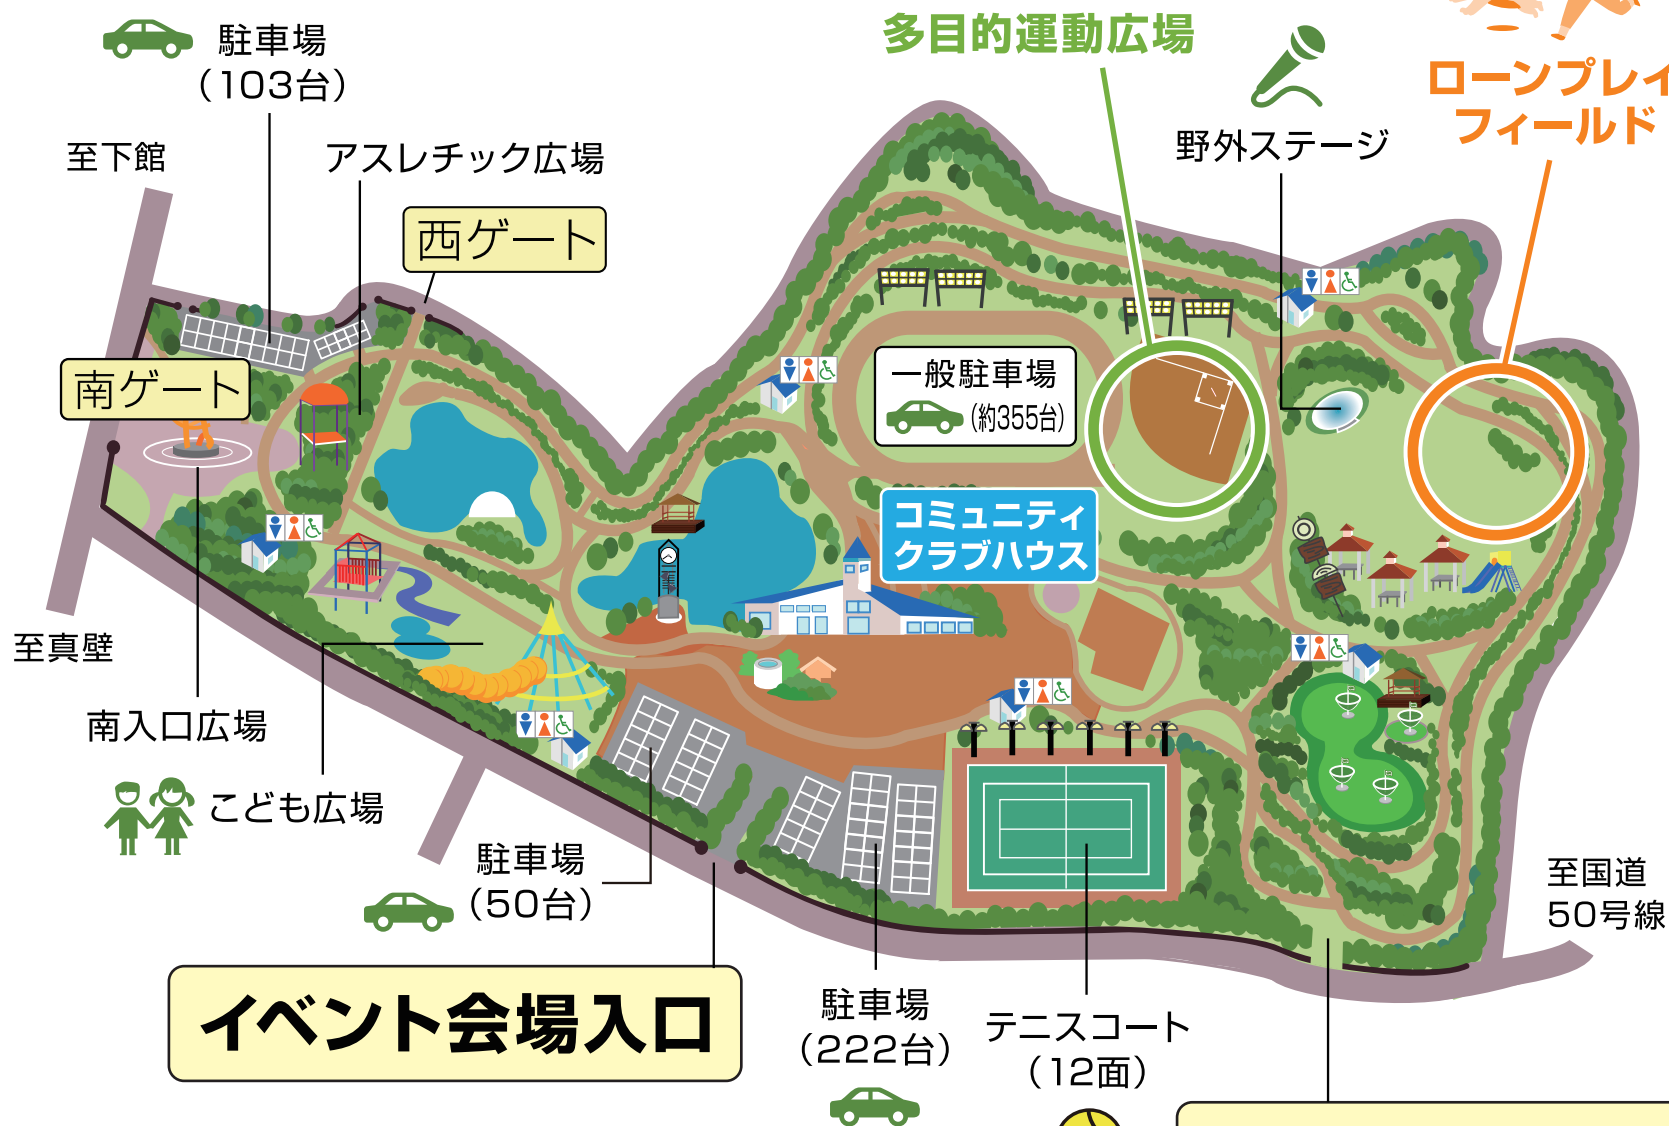 駐車場
(103台)
多目的運動広場
ローンプレイ
フィールド
野外ステージ
至下館
アスレチック広場
西ゲート
南ゲート
一般駐車場
(約355台)
コミュニティ
クラブハウス
至真壁
南入口広場
こども広場
駐車場
(50台)
至国道
50号線
イベント会場入口
駐車場
(222台)
テニスコート
(12面)